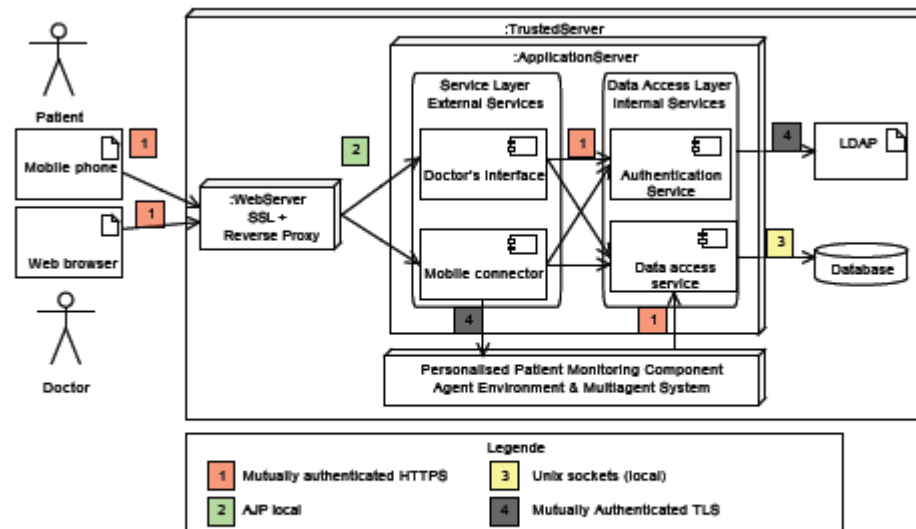 :TrustedServer
:ApplicationServer
Patient
Mobile phone
1
Web browser
1
Doctor
:WebServer
SSL +
Reverse Proxy
2
Service Layer
External Services
Doctor's Interface
Mobile connector
1
Data Access Layer
Internal Services
Authentication
Service
Data access
service
4
LDAP
3
Database
4
1
Personalised Patient Monitoring Component
Agent Environment & Multiagent System
Legende
1 Mutually authenticated HTTPS
2 AJP local
3 Unix sockets (local)
4 Mutually Authenticated TLS